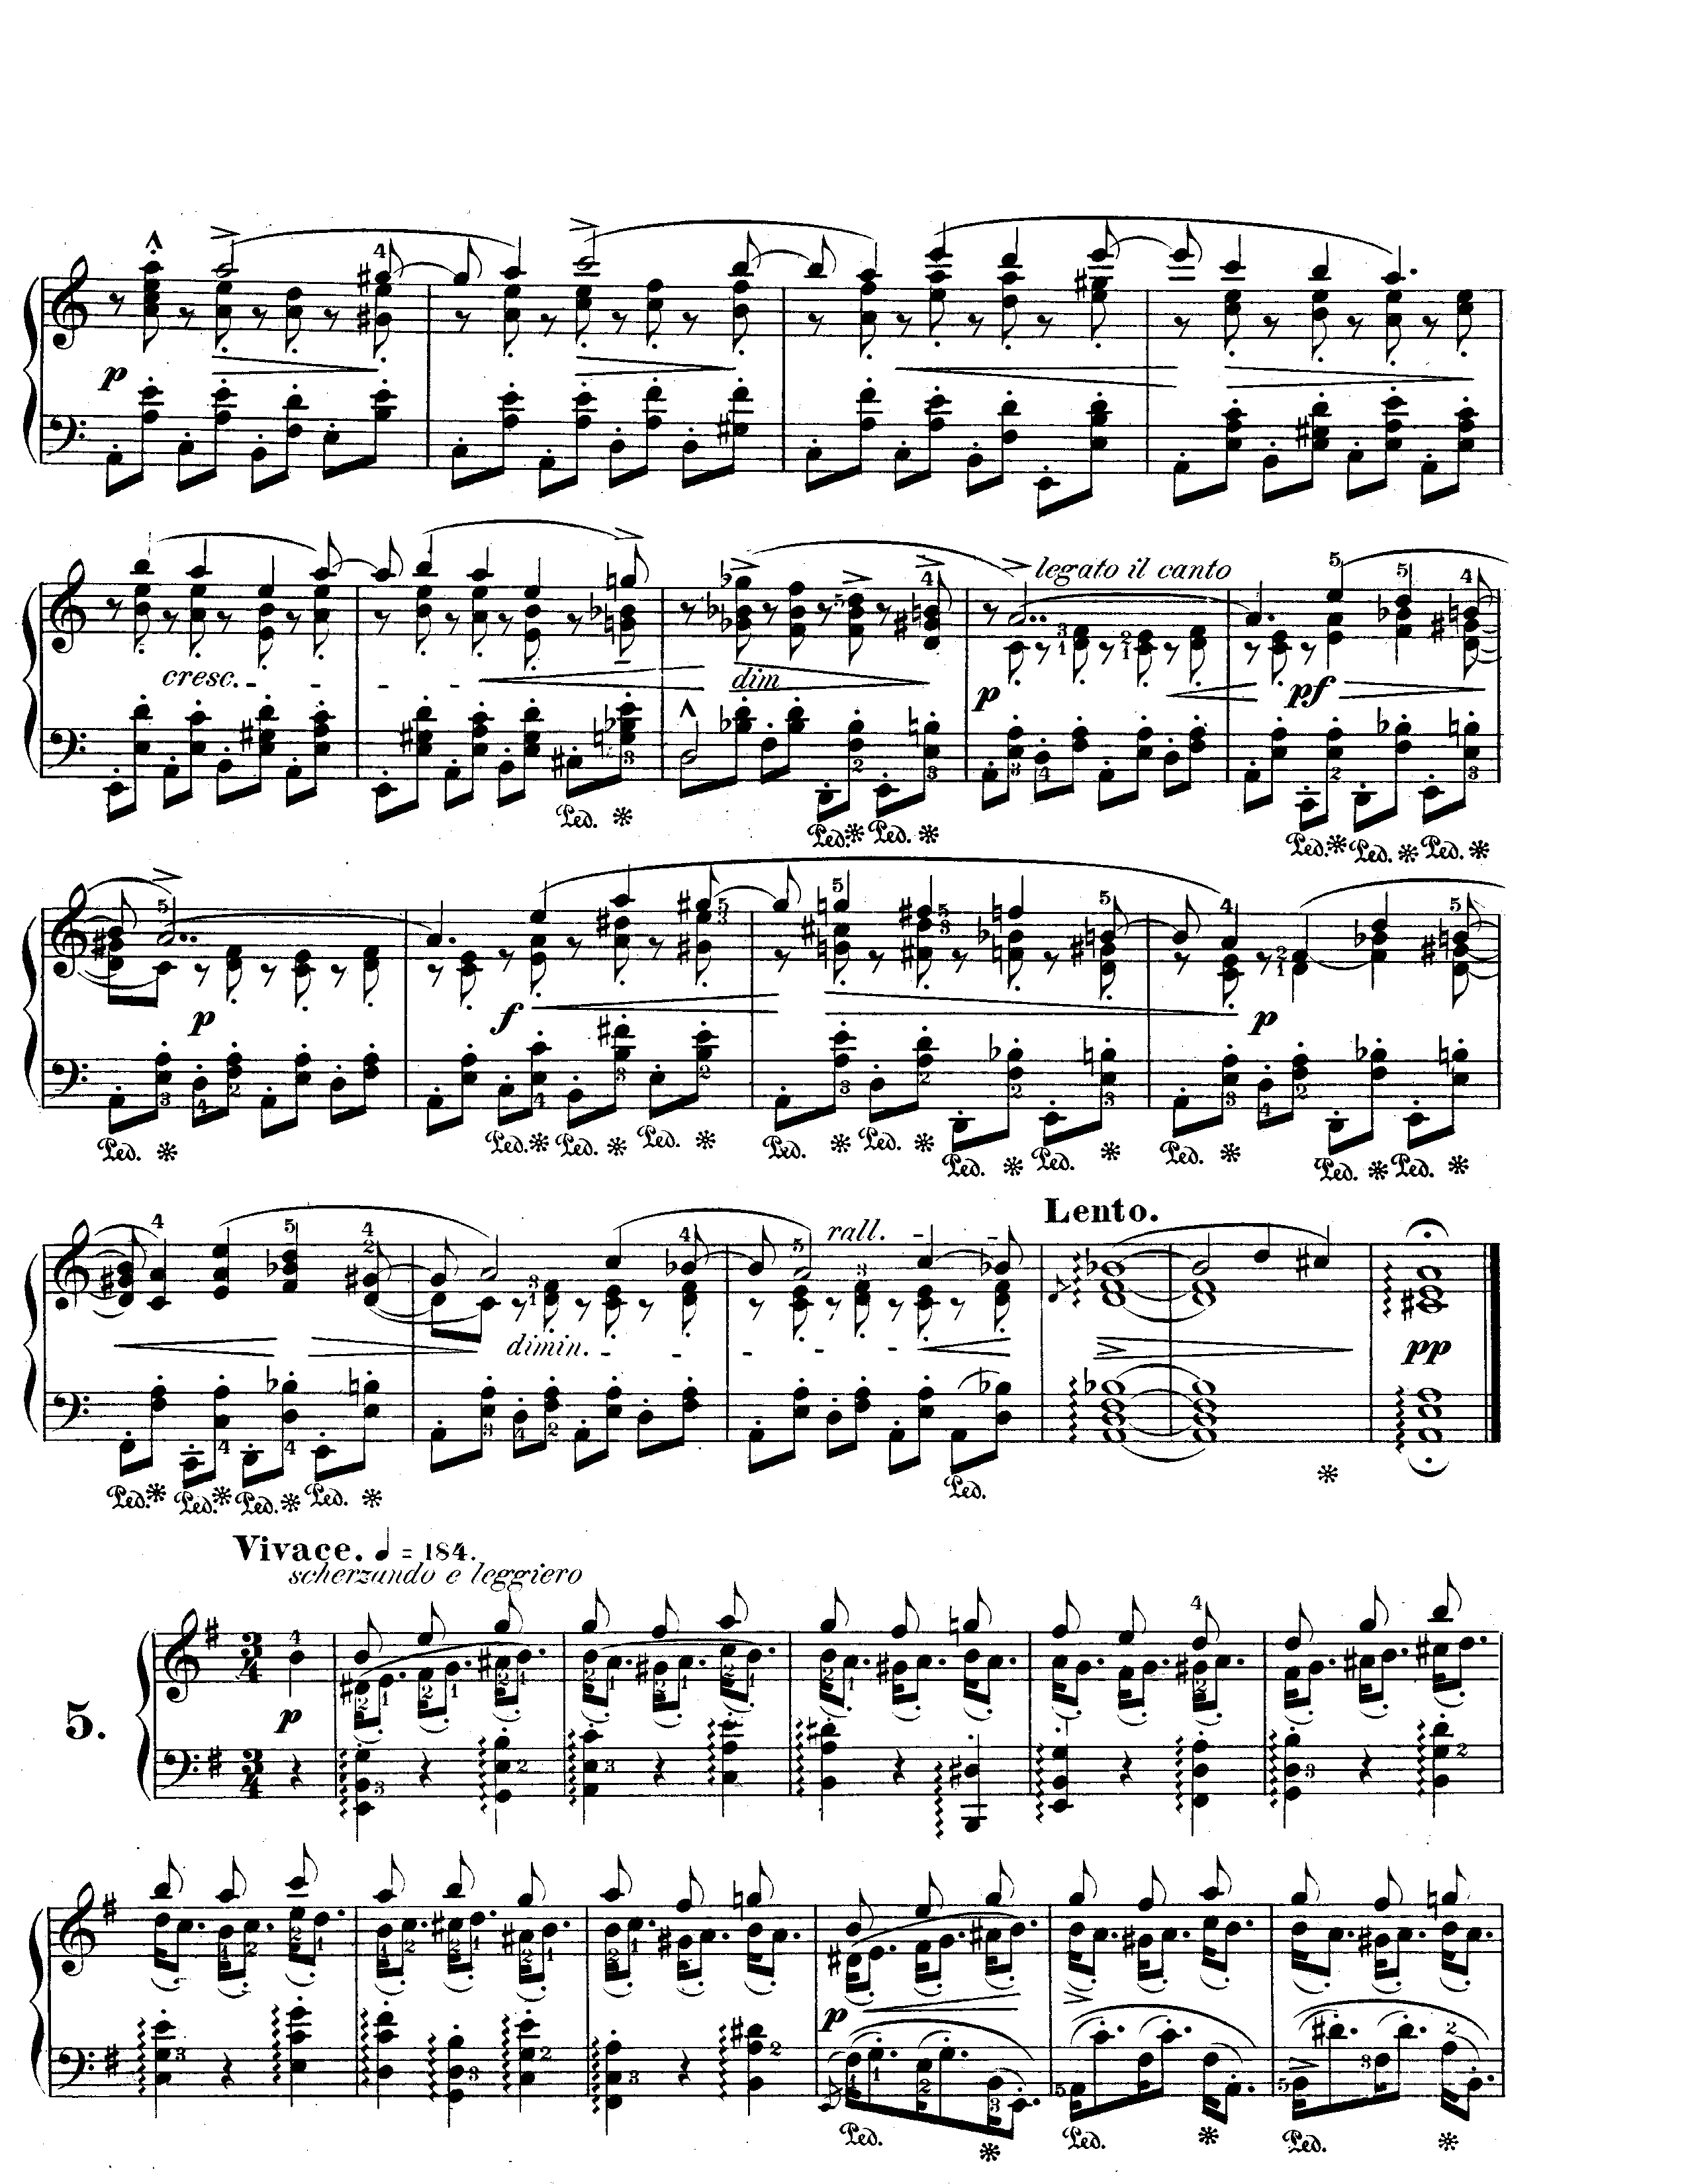 p
cresc.
dim
legato il canto
p
pf
Ped. Ped. Ped. Ped. Ped. Ped.
p
f
p
Ped. Ped. Ped. Ped. Ped. Ped. Ped. Ped. Ped. Ped. Ped.
Lento.
rall.
dimin.
pp
Ped. Ped. Ped. Ped. Ped.
Vivace. ♩ = 184.
scherzando e leggiero
5.
3
4
p
p
Ped. Ped. Ped.